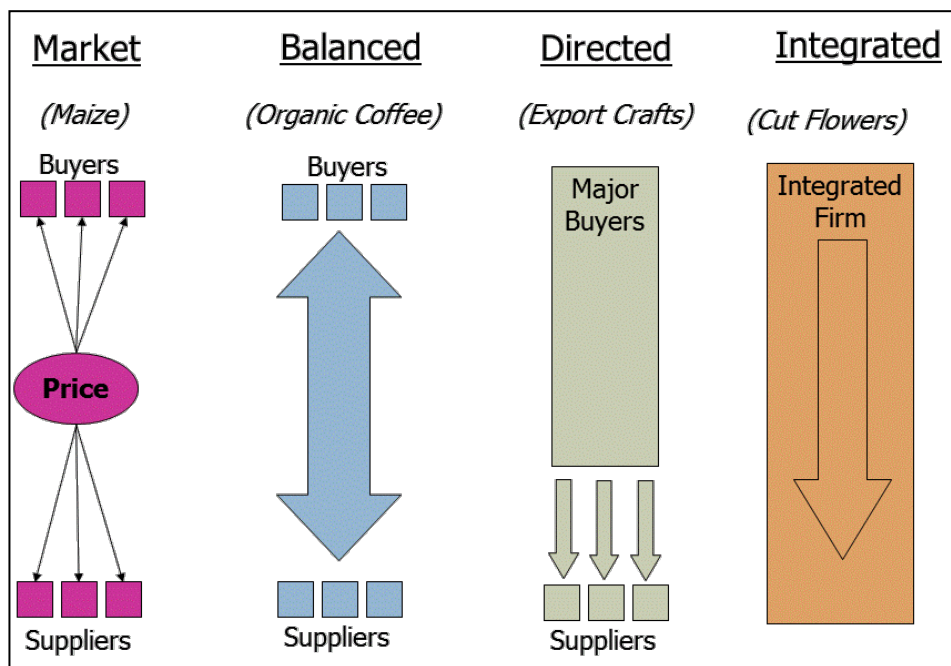 Market
(Maize)
Buyers
Price
Suppliers
Balanced
(Organic Coffee)
Buyers
Suppliers
Directed
(Export Crafts)
Major
Buyers
Suppliers
Integrated
(Cut Flowers)
Integrated
Firm